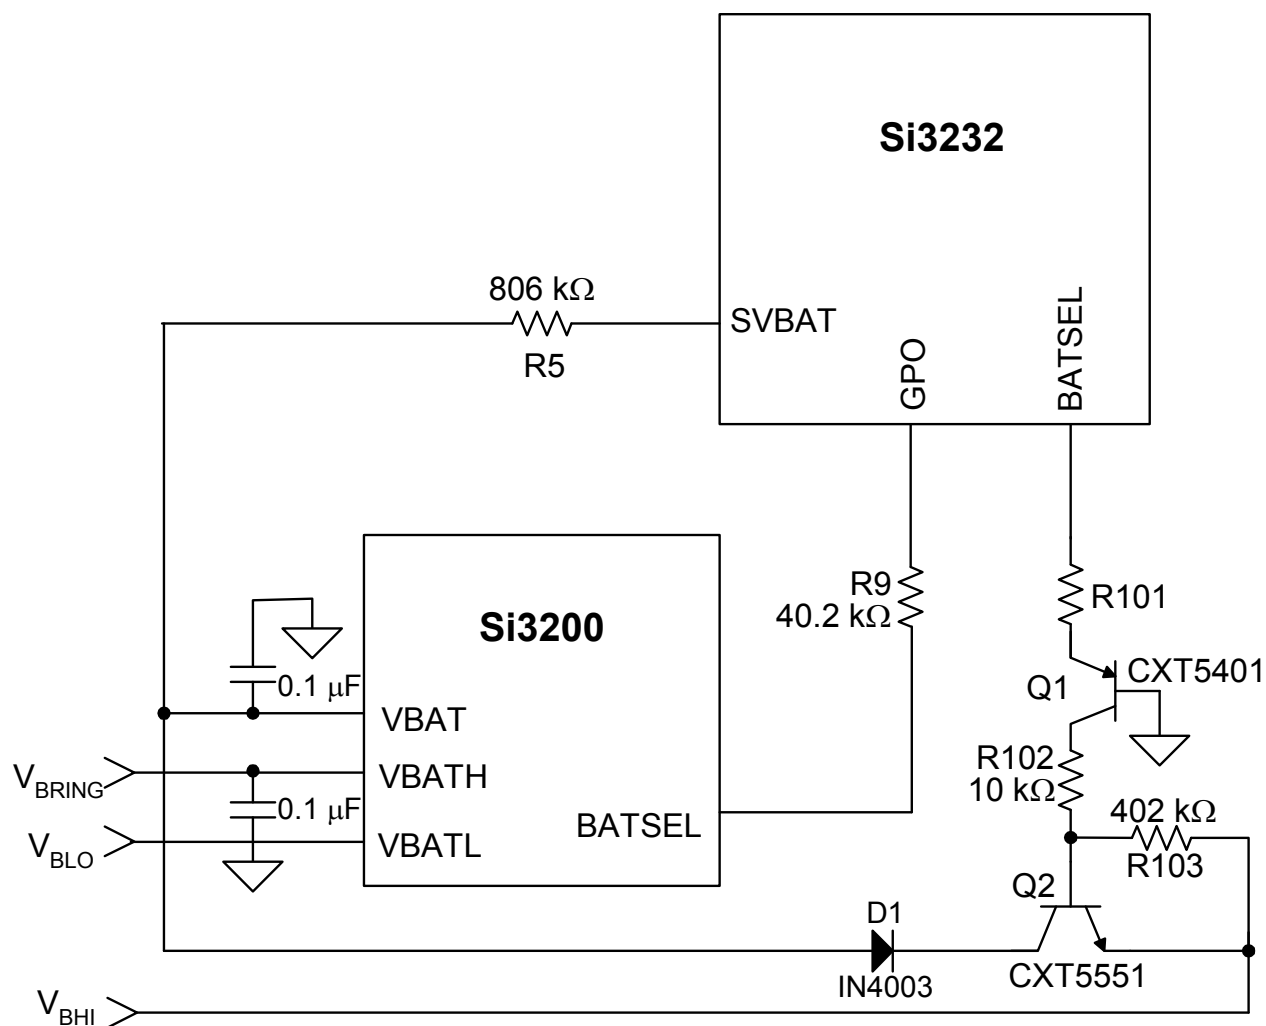 Si3232
806 kΩ
R5
SVBAT
GPO
BATSEL
R9
40.2 kΩ
R101
Si3200
0.1 μF
VBAT
Q1
CXT5401
VBRING
VBATH
R102
10 kΩ
0.1 μF
402 kΩ
BATSEL
VBLO
VBATL
R103
Q2
D1
IN4003
CXT5551
VBHI